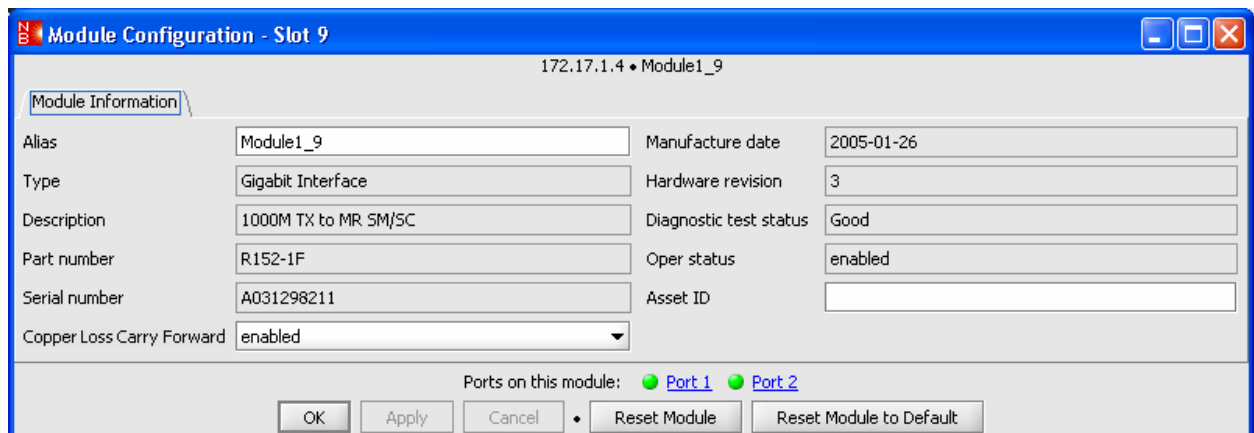 NB Module Configuration - Slot 9
172.17.1.4 • Module1_9
Module Information
Alias Module1_9 Manufacture date 2005-01-26
Type Gigabit Interface Hardware revision 3
Description 1000M TX to MR SM/SC Diagnostic test status Good
Part number R152-1F Oper status enabled
Serial number A031298211 Asset ID
Copper Loss Carry Forward enabled
Ports on this module: Port 1 Port 2
OK Apply Cancel • Reset Module Reset Module to Default